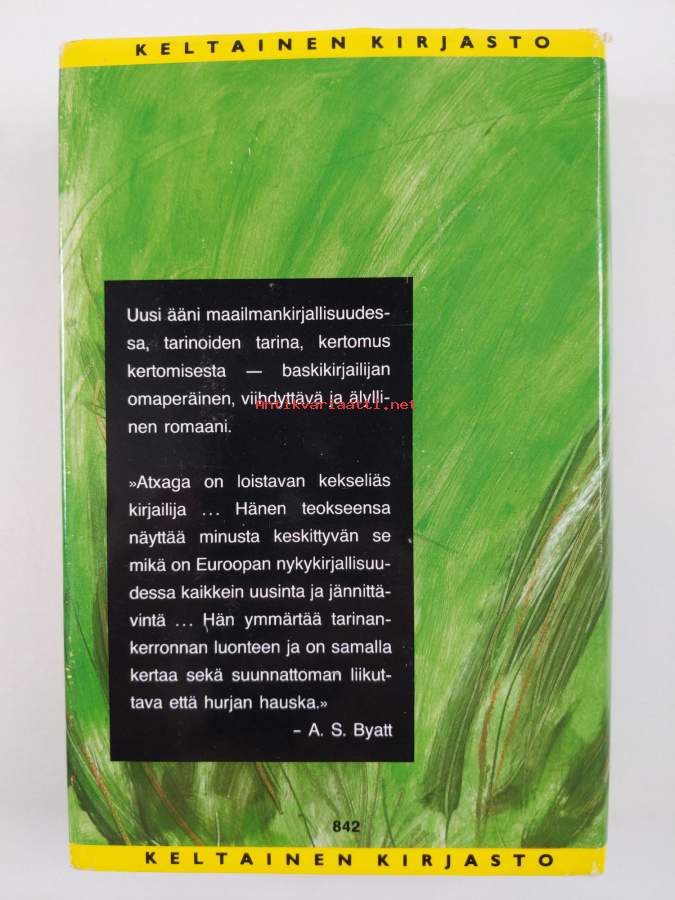 KELTAINEN KIRJASTO
Uusi ääni maailmankirjallisuudes-
sa, tarinoiden tarina, kertomus
kertomisesta — baskikirjailijan
omaperäinen, viihdyttävä ja älylli-
Antikvariaatti.net
nen romaani.
»Atxaga on loistavan kekseliäs
kirjailija ... Hänen teokseensa
näyttää minusta keskittyvän se
mikä on Euroopan nykykirjallisuu-
dessa kaikkein uusinta ja jännittä-
vintä ... Hän ymmärtää tarinan-
kerronnan luonteen ja on samalla
kertaa sekä suunnattoman liikut-
tava että hurjan hauska.»
– A. S. Byatt
842
KELTAINEN KIRJASTO